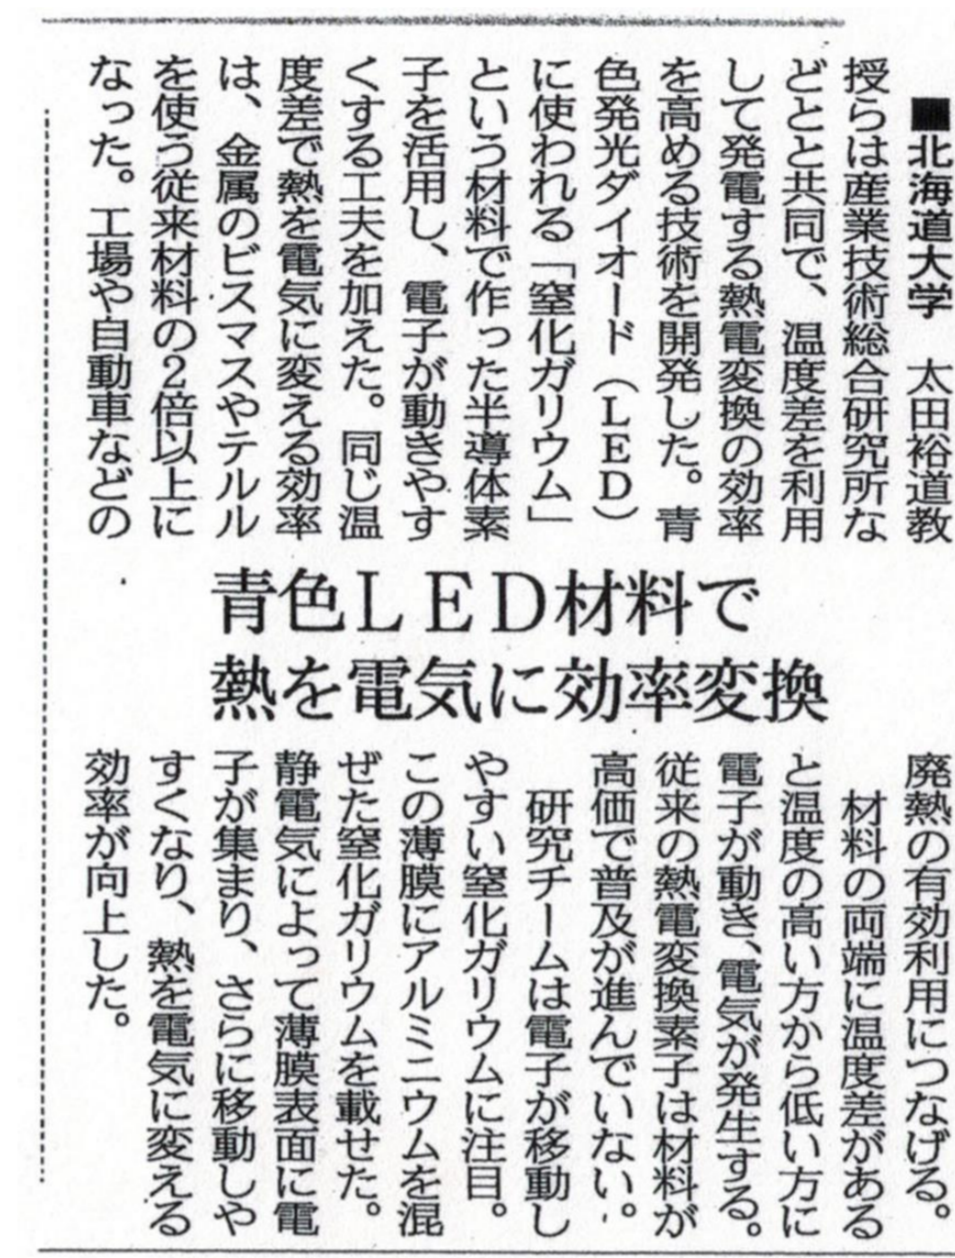 ■北海道大学　太田裕道教
授らは産業技術総合研究所な
どと共同で、温度差を利用
して発電する熱電変換の効率
を高める技術を開発した。青
色発光ダイオード（ＬＥＤ）
に使われる「窒化ガリウム」
という材料で作った半導体素
子を活用し、電子が動きやす
くする工夫を加えた。同じ温
度差で熱を電気に変える効率
は、金属のビスマスやテルル
を使う従来材料の２倍以上に
なった。工場や自動車などの
青色ＬＥＤ材料で
熱を電気に効率変換
廃熱の有効利用につなげる。
材料の両端に温度差がある
と温度の高い方から低い方に
電子が動き、電気が発生する。
従来の熱電変換素子は材料が
高価で普及が進んでいない。
研究チームは電子が移動し
やすい窒化ガリウムに注目。
この薄膜にアルミニウムを混
ぜた窒化ガリウムを載せた。
静電気によって薄膜表面に電
子が集まり、さらに移動しや
すくなり、熱を電気に変える
効率が向上した。